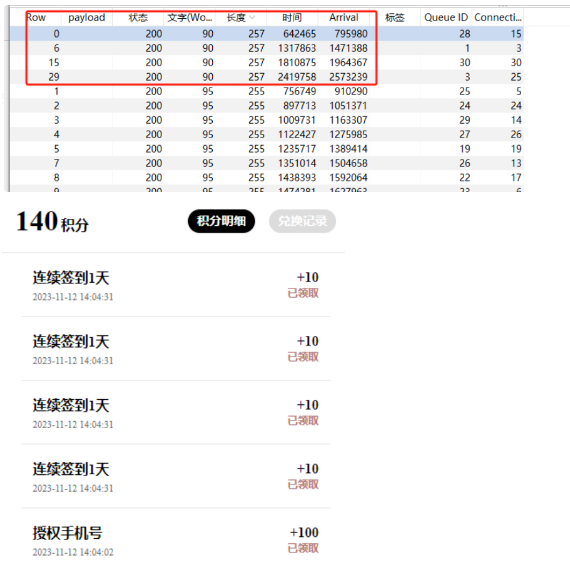 Row payload 状态 文字(Wo... 长度 时间 Arrival 标签 Queue ID Connecti...
0 200 90 257 642465 795980 28 15
6 200 90 257 1317863 1471388 1 3
15 200 90 257 1810875 1964367 30 30
29 200 90 257 2419758 2573239 3 25
1 200 95 255 756749 910290 25 5
2 200 95 255 897713 1051371 24 24
3 200 95 255 1009731 1163307 29 14
4 200 95 255 1122427 1275985 27 26
5 200 95 255 1235717 1389414 19 19
7 200 95 255 1351014 1504658 26 13
8 200 95 255 1438393 1592064 22 17
9 200 95 255 1474281 1627963 23 6
140 积分 积分明细 兑换记录
连续签到1天 +10
2023-11-12 14:04:31 已领取
连续签到1天 +10
2023-11-12 14:04:31 已领取
连续签到1天 +10
2023-11-12 14:04:31 已领取
连续签到1天 +10
2023-11-12 14:04:31 已领取
授权手机号 +100
2023-11-12 14:04:02 已领取